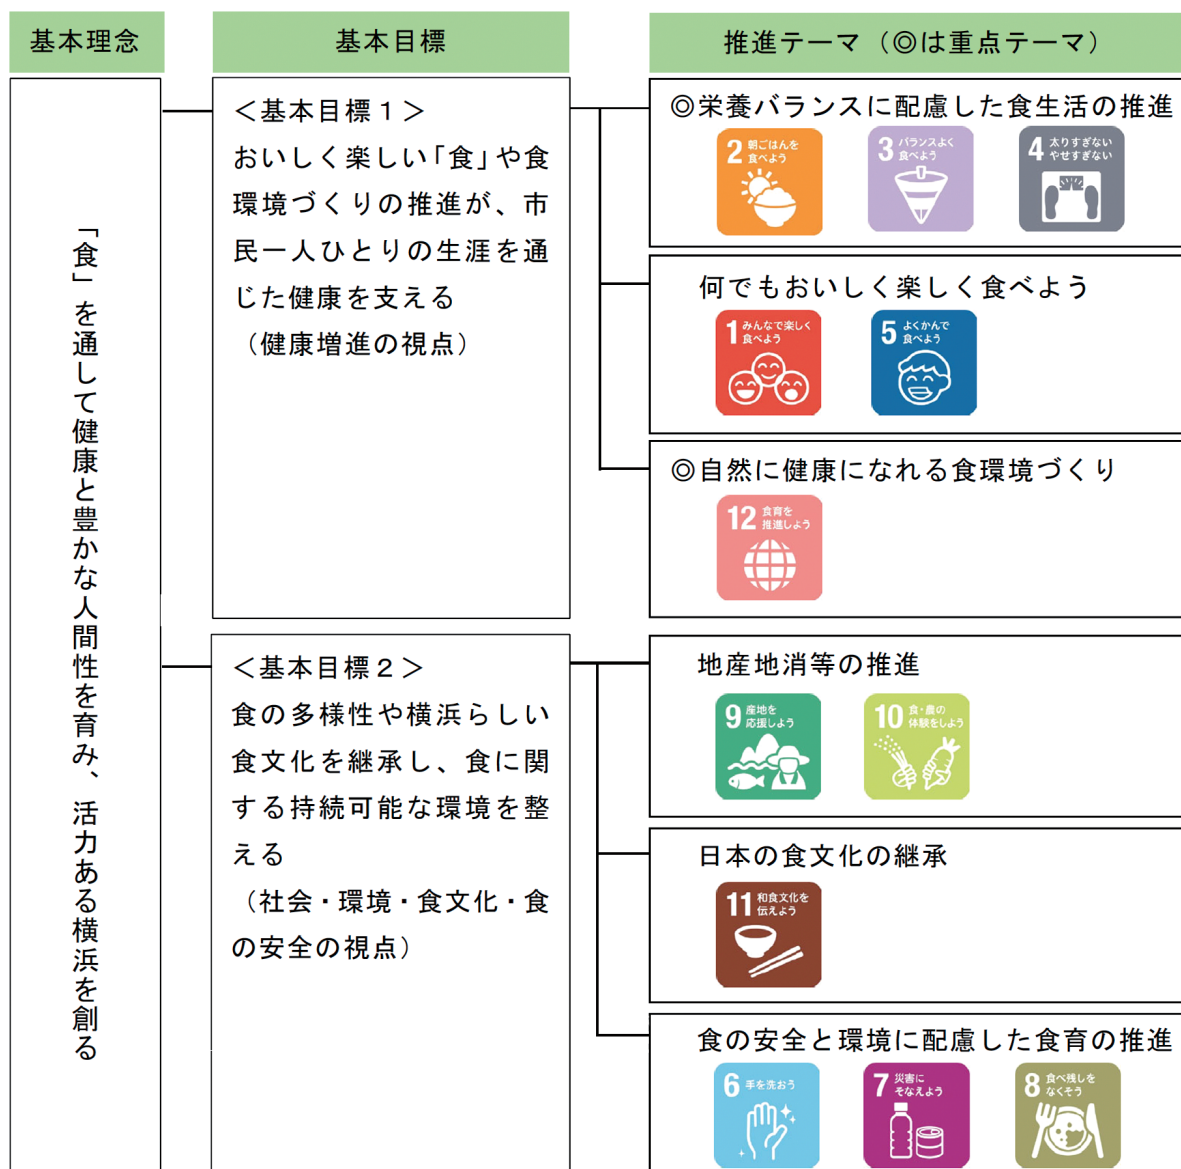 基本理念
基本目標
推進テーマ（◎は重点テーマ）
「食」を通して健康と豊かな人間性を育み、活力ある横浜を創る
＜基本目標１＞
おいしく楽しい「食」や食
環境づくりの推進が、市
民一人ひとりの生涯を通
じた健康を支える
（健康増進の視点）
◎栄養バランスに配慮した食生活の推進
2 朝ごはんを
食べよう
3 バランスよく
食べよう
4 太りすぎない
やせすぎない
何でもおいしく楽しく食べよう
1 みんなで楽しく
食べよう
5 よくかんで
食べよう
◎自然に健康になれる食環境づくり
12 食育を
推進しよう
＜基本目標２＞
食の多様性や横浜らしい
食文化を継承し、食に関
する持続可能な環境を整
える
（社会・環境・食文化・食
の安全の視点）
地産地消等の推進
9 産地を
応援しよう
10 食・農の
体験をしよう
日本の食文化の継承
11 和食文化を
伝えよう
食の安全と環境に配慮した食育の推進
6 手を洗おう
7 災害に
そなえよう
8 食べ残しを
なくそう